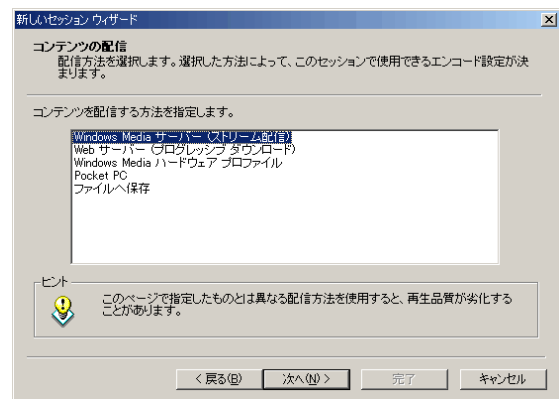 新しいセッション ウィザード
コンテンツの配信
配信方法を選択します。選択した方法によって、このセッションで使用できるエンコード設定が決
まります。
コンテンツを配信する方法を指定します。
Windows Media サーバー (ストリーム配信)
Web サーバー (プログレッシブ ダウンロード)
Windows Media ハードウェア プロファイル
Pocket PC
ファイルへ保存
ヒント
このページで指定したものとは異なる配信方法を使用すると、再生品質が劣化する
ことがあります。
< 戻る(B) 次へ(N) > 完了 キャンセル